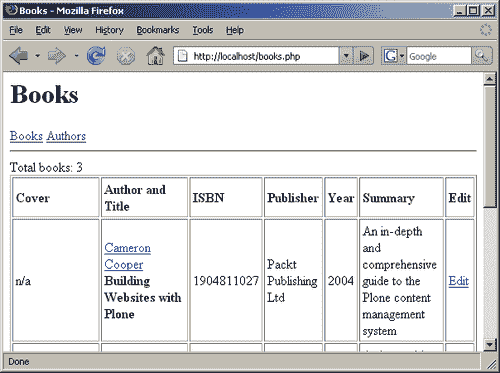 Books - Mozilla Firefox
File Edit View History Bookmarks Tools Help
http://localhost/books.php
G Google
Books
Books Authors
Total books: 3
Cover
Author and
Title
ISBN
Publisher
Year
Summary
Edit
n/a
Cameron
Cooper
Building
Websites with
Plone
1904811027
Packt
Publishing
Ltd
2004
An in-depth
and
comprehensive
guide to the
Plone content
management
system
Edit
Done